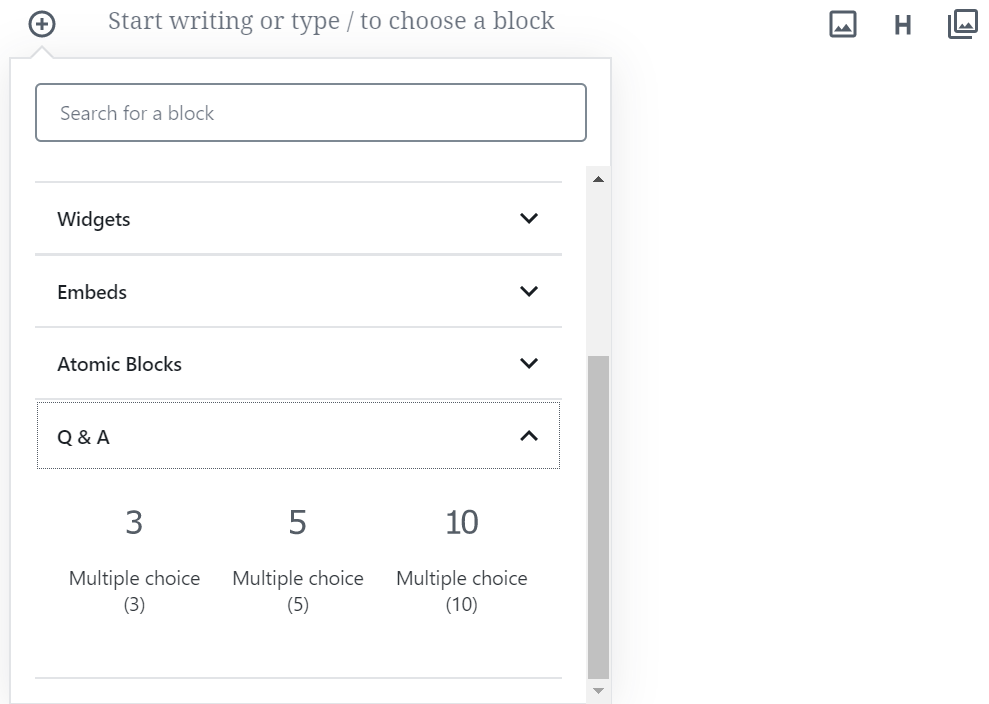 Start writing or type / to choose a block
H
Search for a block
Widgets
Embeds
Atomic Blocks
Q & A
3 5 10
Multiple choice Multiple choice Multiple choice
(3) (5) (10)